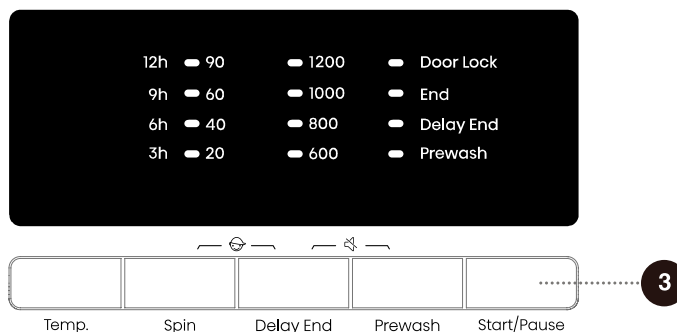 12h 90 1200 Door Lock
9h 60 1000 End
6h 40 800 Delay End
3h 20 600 Prewash
3
Temp. Spin Delay End Prewash Start/Pause